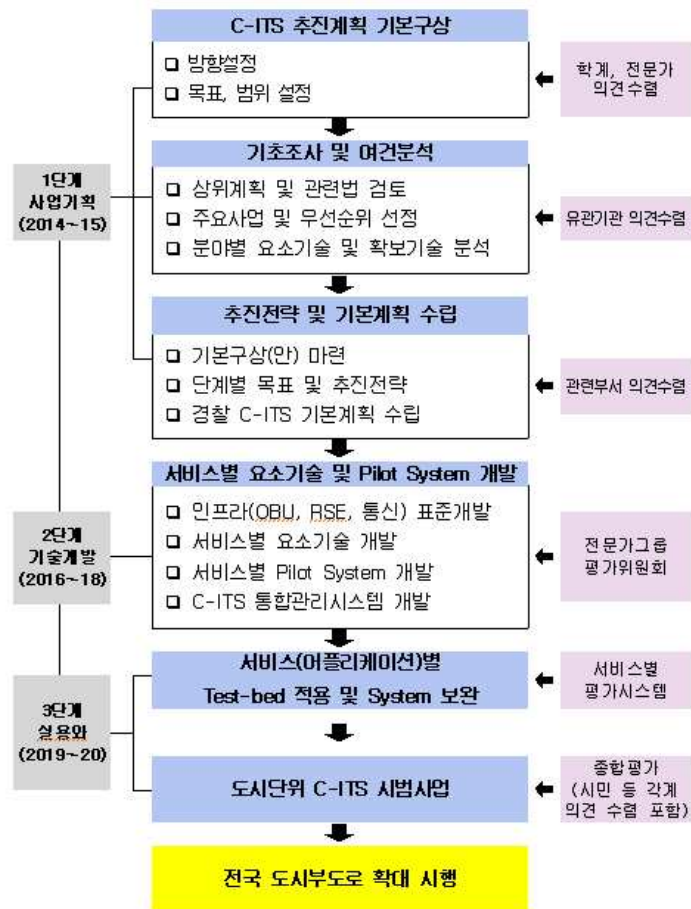 C-ITS 추진계획 기본구상
❑ 방향설정
❑ 목표, 범위 설정
학계, 전문가
의견수렴
1단계
사업기획
(2014~15)
기초조사 및 여건분석
❑ 상위계획 및 관련법 검토
❑ 주요사업 및 우선순위 선정
❑ 분야별 요소기술 및 확보기술 분석
유관기관 의견수렴
추진전략 및 기본계획 수립
❑ 기본구상(안) 마련
❑ 단계별 목표 및 추진전략
❑ 경찰 C-ITS 기본계획 수립
관련부서 의견수렴
2단계
기술개발
(2016~18)
서비스별 요소기술 및 Pilot System 개발
❑ 인프라(OBU, RSE, 통신) 표준개발
❑ 서비스별 요소기술 개발
❑ 서비스별 Pilot System 개발
❑ C-ITS 통합관리시스템 개발
전문가그룹
평가위원회
3단계
실용화
(2019~20)
서비스(어플리케이션)별
Test-bed 적용 및 System 보완
서비스별
평가시스템
도시단위 C-ITS 시범사업
종합평가
(시민 등 각계
의견 수렴 포함)
전국 도시부도로 확대 시행